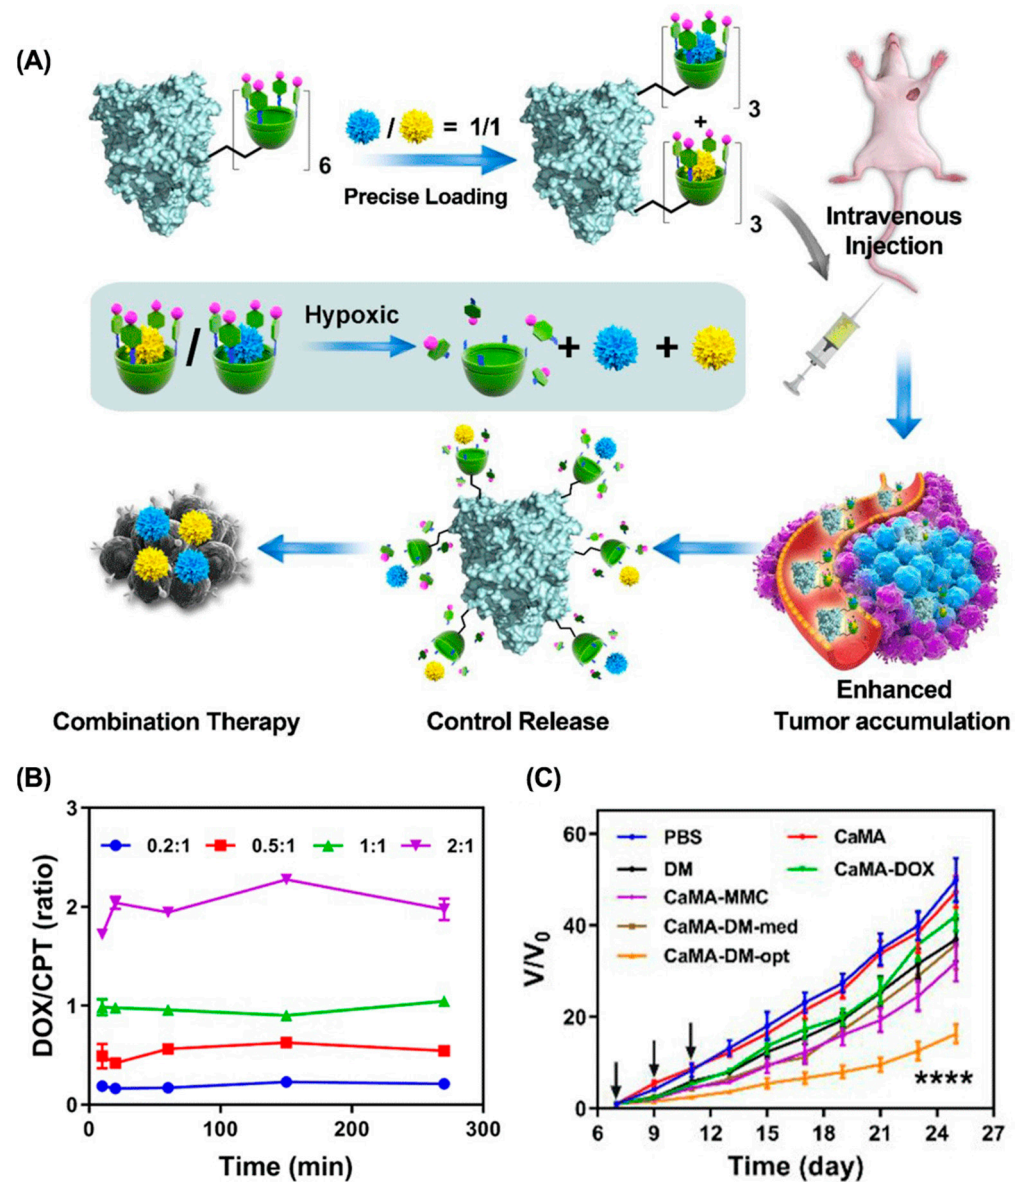 (A)
6
/ = 1/1
Precise Loading
3
+
3
Intravenous
Injection
/
Hypoxic
+ +
Combination Therapy
Control Release
Enhanced
Tumor accumulation
(B)
3
2
1
0
0.2:1 0.5:1 1:1 2:1
DOX/CPT (ratio)
0 100 200 300
Time (min)
(C)
60
40
20
0
PBS CaMA
DM CaMA-DOX
CaMA-MMC
CaMA-DM-med
CaMA-DM-opt
****
V/V0
6 9 12 15 18 21 24 27
Time (day)